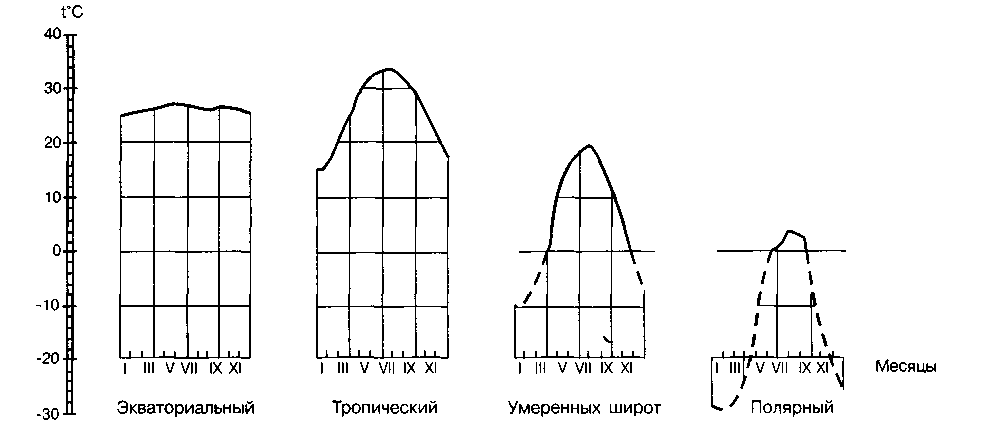 t°C
40
30
20
10
0
-10
-20
-30
I III V VII IX XI
I III V VII IX XI
I III V VII IX XI
I III V VII IX XI
Месяцы
Экваториальный
Тропический
Умеренных широт
Полярный